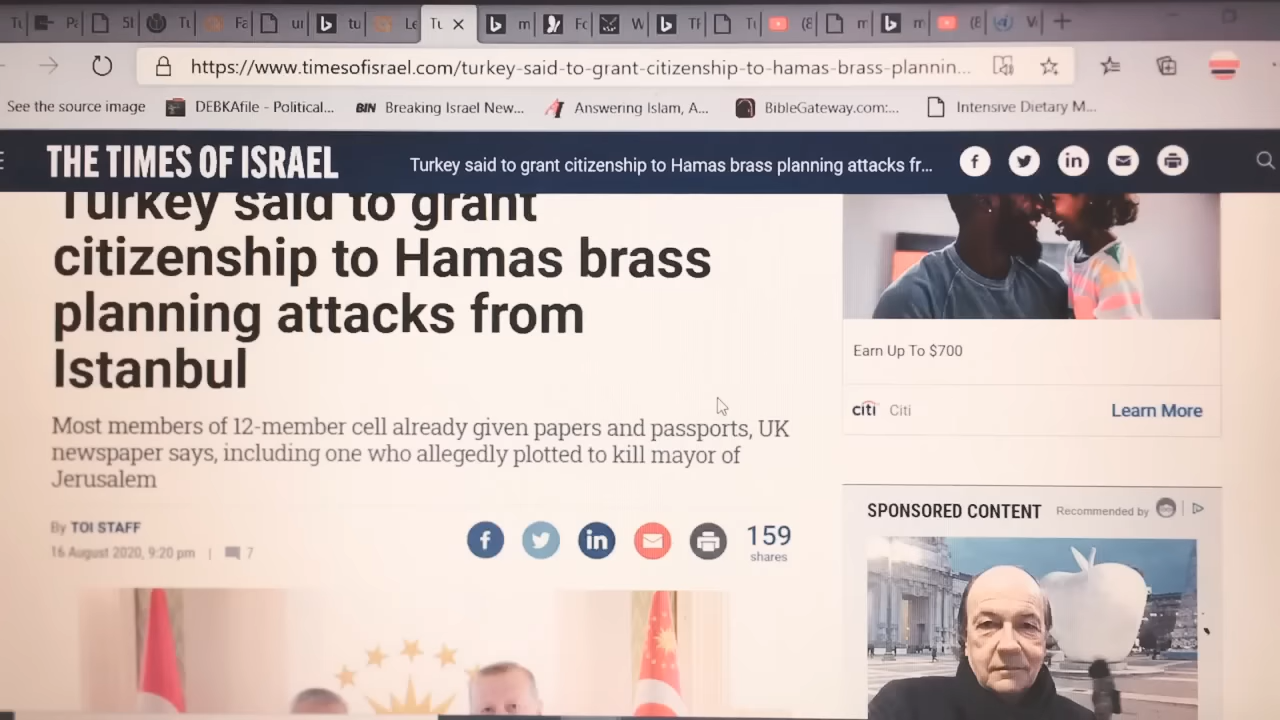 https://www.timesofisrael.com/turkey-said-to-grant-citizenship-to-hamas-brass-plannin...
See the source image
DEBKAfile - Political...
BIN Breaking Israel New...
Answering Islam, A...
BibleGateway.com:...
Intensive Dietary M...
THE TIMES OF ISRAEL
Turkey said to grant citizenship to Hamas brass planning attacks fr...
Turkey said to grant
citizenship to Hamas brass
planning attacks from
Istanbul
Most members of 12-member cell already given papers and passports, UK
newspaper says, including one who allegedly plotted to kill mayor of
Jerusalem
By TOI STAFF
16 August 2020, 9:20 pm | 7
159
shares
Earn Up To $700
citi Citi
Learn More
SPONSORED CONTENT
Recommended by